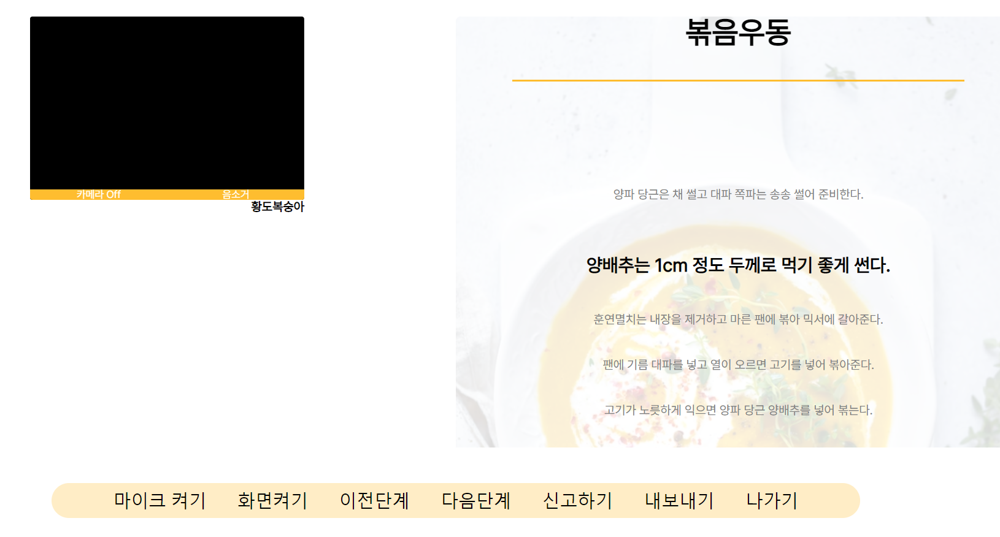 카메라 Off 음소거
황도복숭아
볶음우동
양파 당근은 채 썰고 대파 쪽파는 송송 썰어 준비한다.
양배추는 1cm 정도 두께로 먹기 좋게 썬다.
훈연멸치는 내장을 제거하고 마른 팬에 볶아 믹서에 갈아준다.
팬에 기름 대파를 넣고 열이 오르면 고기를 넣어 볶아준다.
고기가 노릇하게 익으면 양파 당근 양배추를 넣어 볶는다.
마이크 켜기 화면켜기 이전단계 다음단계 신고하기 내보내기 나가기